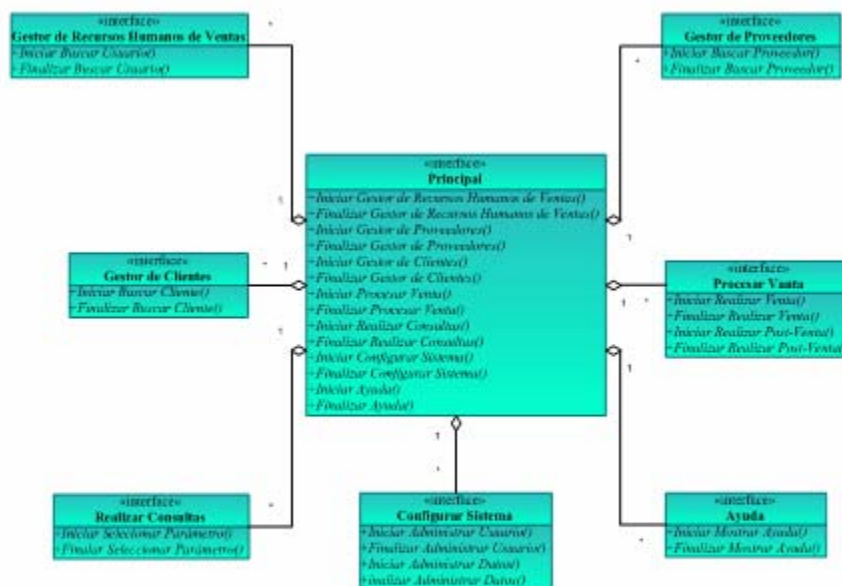 «interface»
Gestor de Recursos Humanos de Ventas
+Iniciar Buscar Usuario()
+Finalizar Buscar Usuario()
*
1
«interface»
Gestor de Proveedores
+Iniciar Buscar Proveedor()
+Finalizar Buscar Proveedor()
*
1
«interface»
Principal
+Iniciar Gestor de Recursos Humanos de Ventas()
+Finalizar Gestor de Recursos Humanos de Ventas()
+Iniciar Gestor de Proveedores()
+Finalizar Gestor de Proveedores()
+Iniciar Gestor de Clientes()
+Finalizar Gestor de Clientes()
+Iniciar Procesar Venta()
+Finalizar Procesar Venta()
+Iniciar Realizar Consultas()
+Finalizar Realizar Consultas()
+Iniciar Configurar Sistema()
+Finalizar Configurar Sistema()
+Iniciar Ayuda()
+Finalizar Ayuda()
«interface»
Gestor de Clientes
+Iniciar Buscar Cliente()
+Finalizar Buscar Cliente()
*
1
«interface»
Procesar Vanta
+Iniciar Realizar Venta()
+Finalizar Realizar Venta()
+Iniciar Realizar Post-Venta()
+Finalizar Realizar Post-Venta()
*
1
«interface»
Realizar Consultas
+Iniciar Seleccionar Parámetro()
+Finalar Seleccionar Parámetro()
*
1
«interface»
Configurar Sistema
+Iniciar Administrar Usuario()
+Finalizar Administrar Usuario()
+Iniciar Administrar Datos()
+inalizar Administrar Datos()
*
1
«interface»
Ayuda
+Iniciar Mostrar Ayuda()
+Finalizar Mostrar Ayuda()
*
1